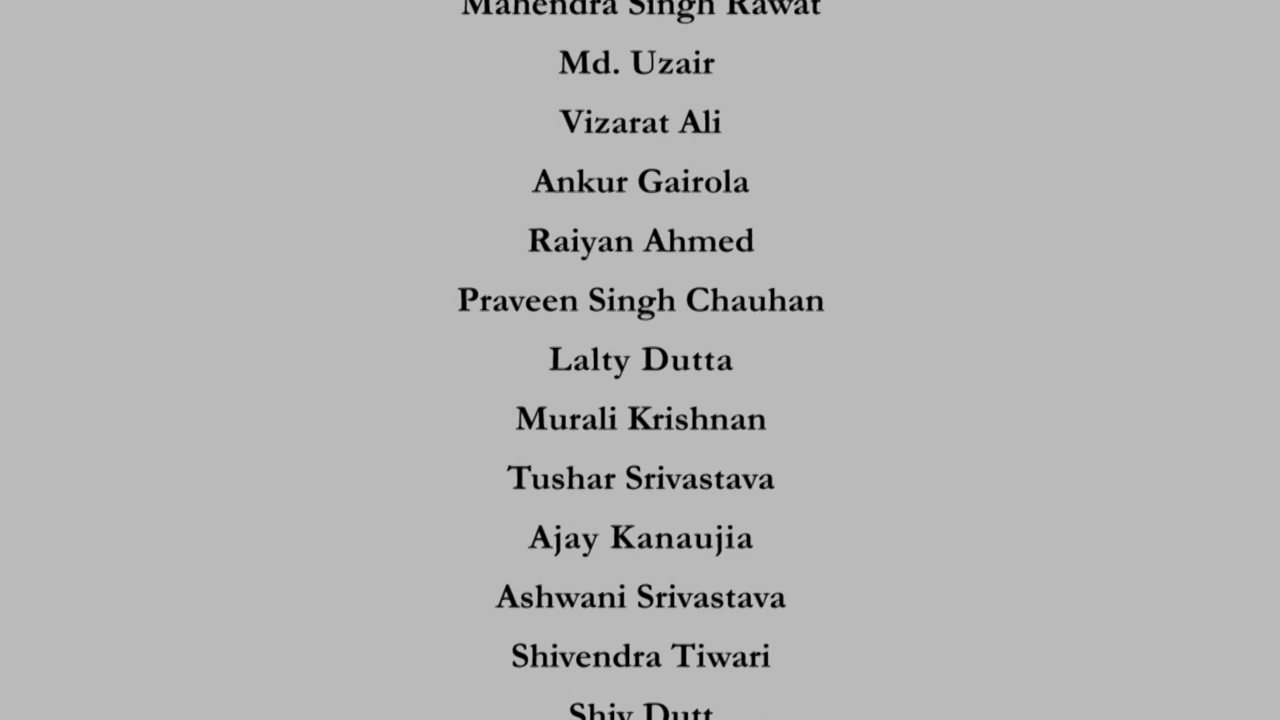 Mahendra Singh Rawat
Md. Uzair
Vizarat Ali
Ankur Gairola
Raiyan Ahmed
Praveen Singh Chauhan
Lalty Dutta
Murali Krishnan
Tushar Srivastava
Ajay Kanaujia
Ashwani Srivastava
Shivendra Tiwari
Shiv Dutt